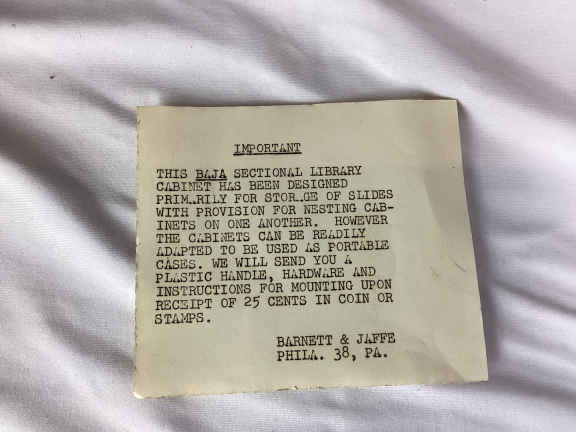 IMPORTANT
THIS BAJA SECTIONAL LIBRARY
CABINET HAS BEEN DESIGNED
PRIMARILY FOR STORAGE OF SLIDES
WITH PROVISION FOR NESTING CAB-
INETS ON ONE ANOTHER. HOWEVER
THE CABINETS CAN BE READILY
ADAPTED TO BE USED AS PORTABLE
CASES. WE WILL SEND YOU A
PLASTIC HANDLE, HARDWARE AND
INSTRUCTIONS FOR MOUNTING UPON
RECEIPT OF 25 CENTS IN COIN OR
STAMPS.
BARNETT & JAFFE
PHILA. 38, PA.